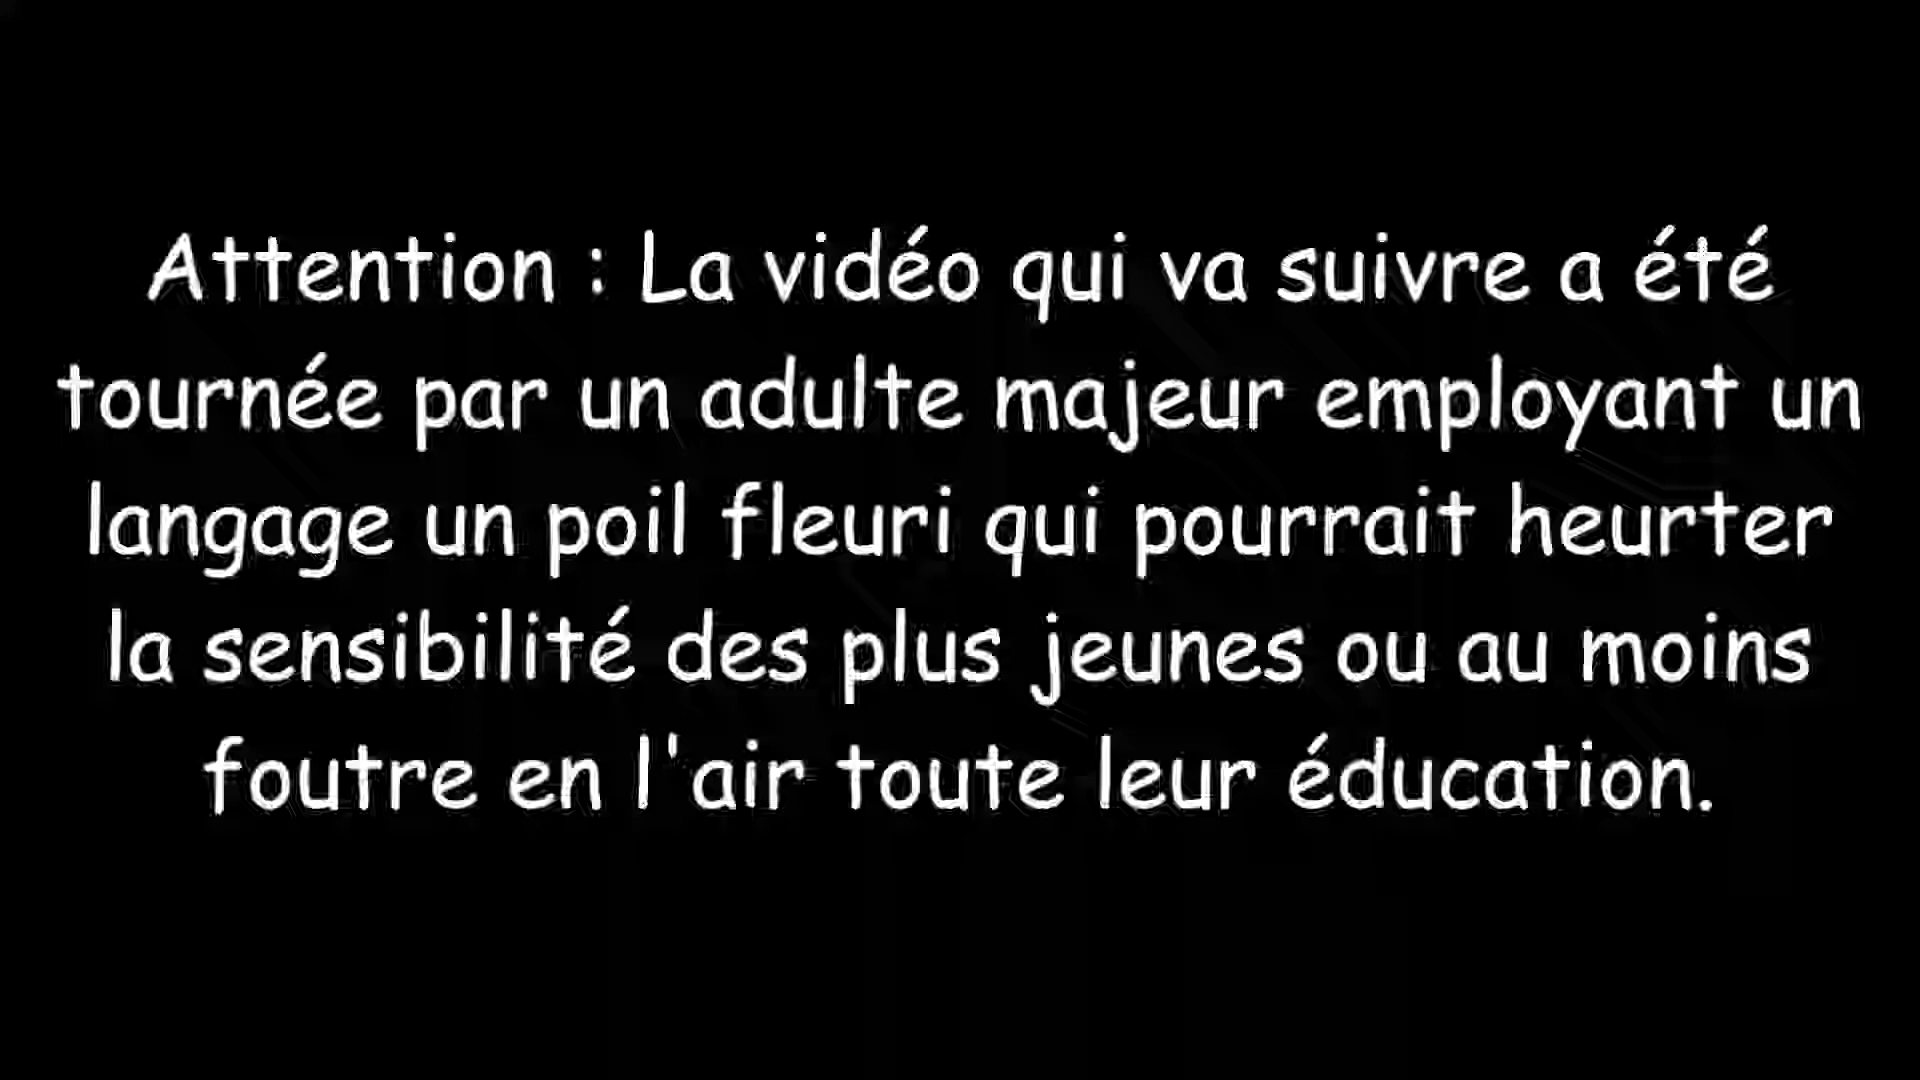 Attention : La vidéo qui va suivre a été
tournée par un adulte majeur employant un
langage un poil fleuri qui pourrait heurter
la sensibilité des plus jeunes ou au moins
foutre en l'air toute leur éducation.